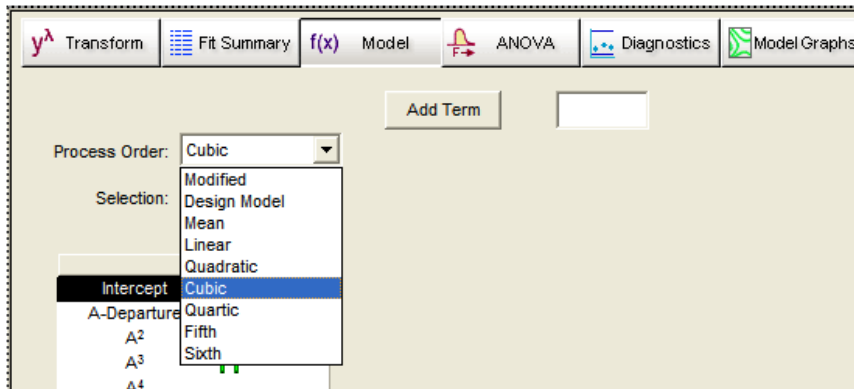 yλ Transform Fit Summary f(x) Model F ANOVA Diagnostics Model Graphs
Add Term
Process Order: Cubic
Selection:
Modified
Design Model
Mean
Linear
Quadratic
Cubic
Quartic
Fifth
Sixth
Intercept
A-Departure
A²
A³
A⁴